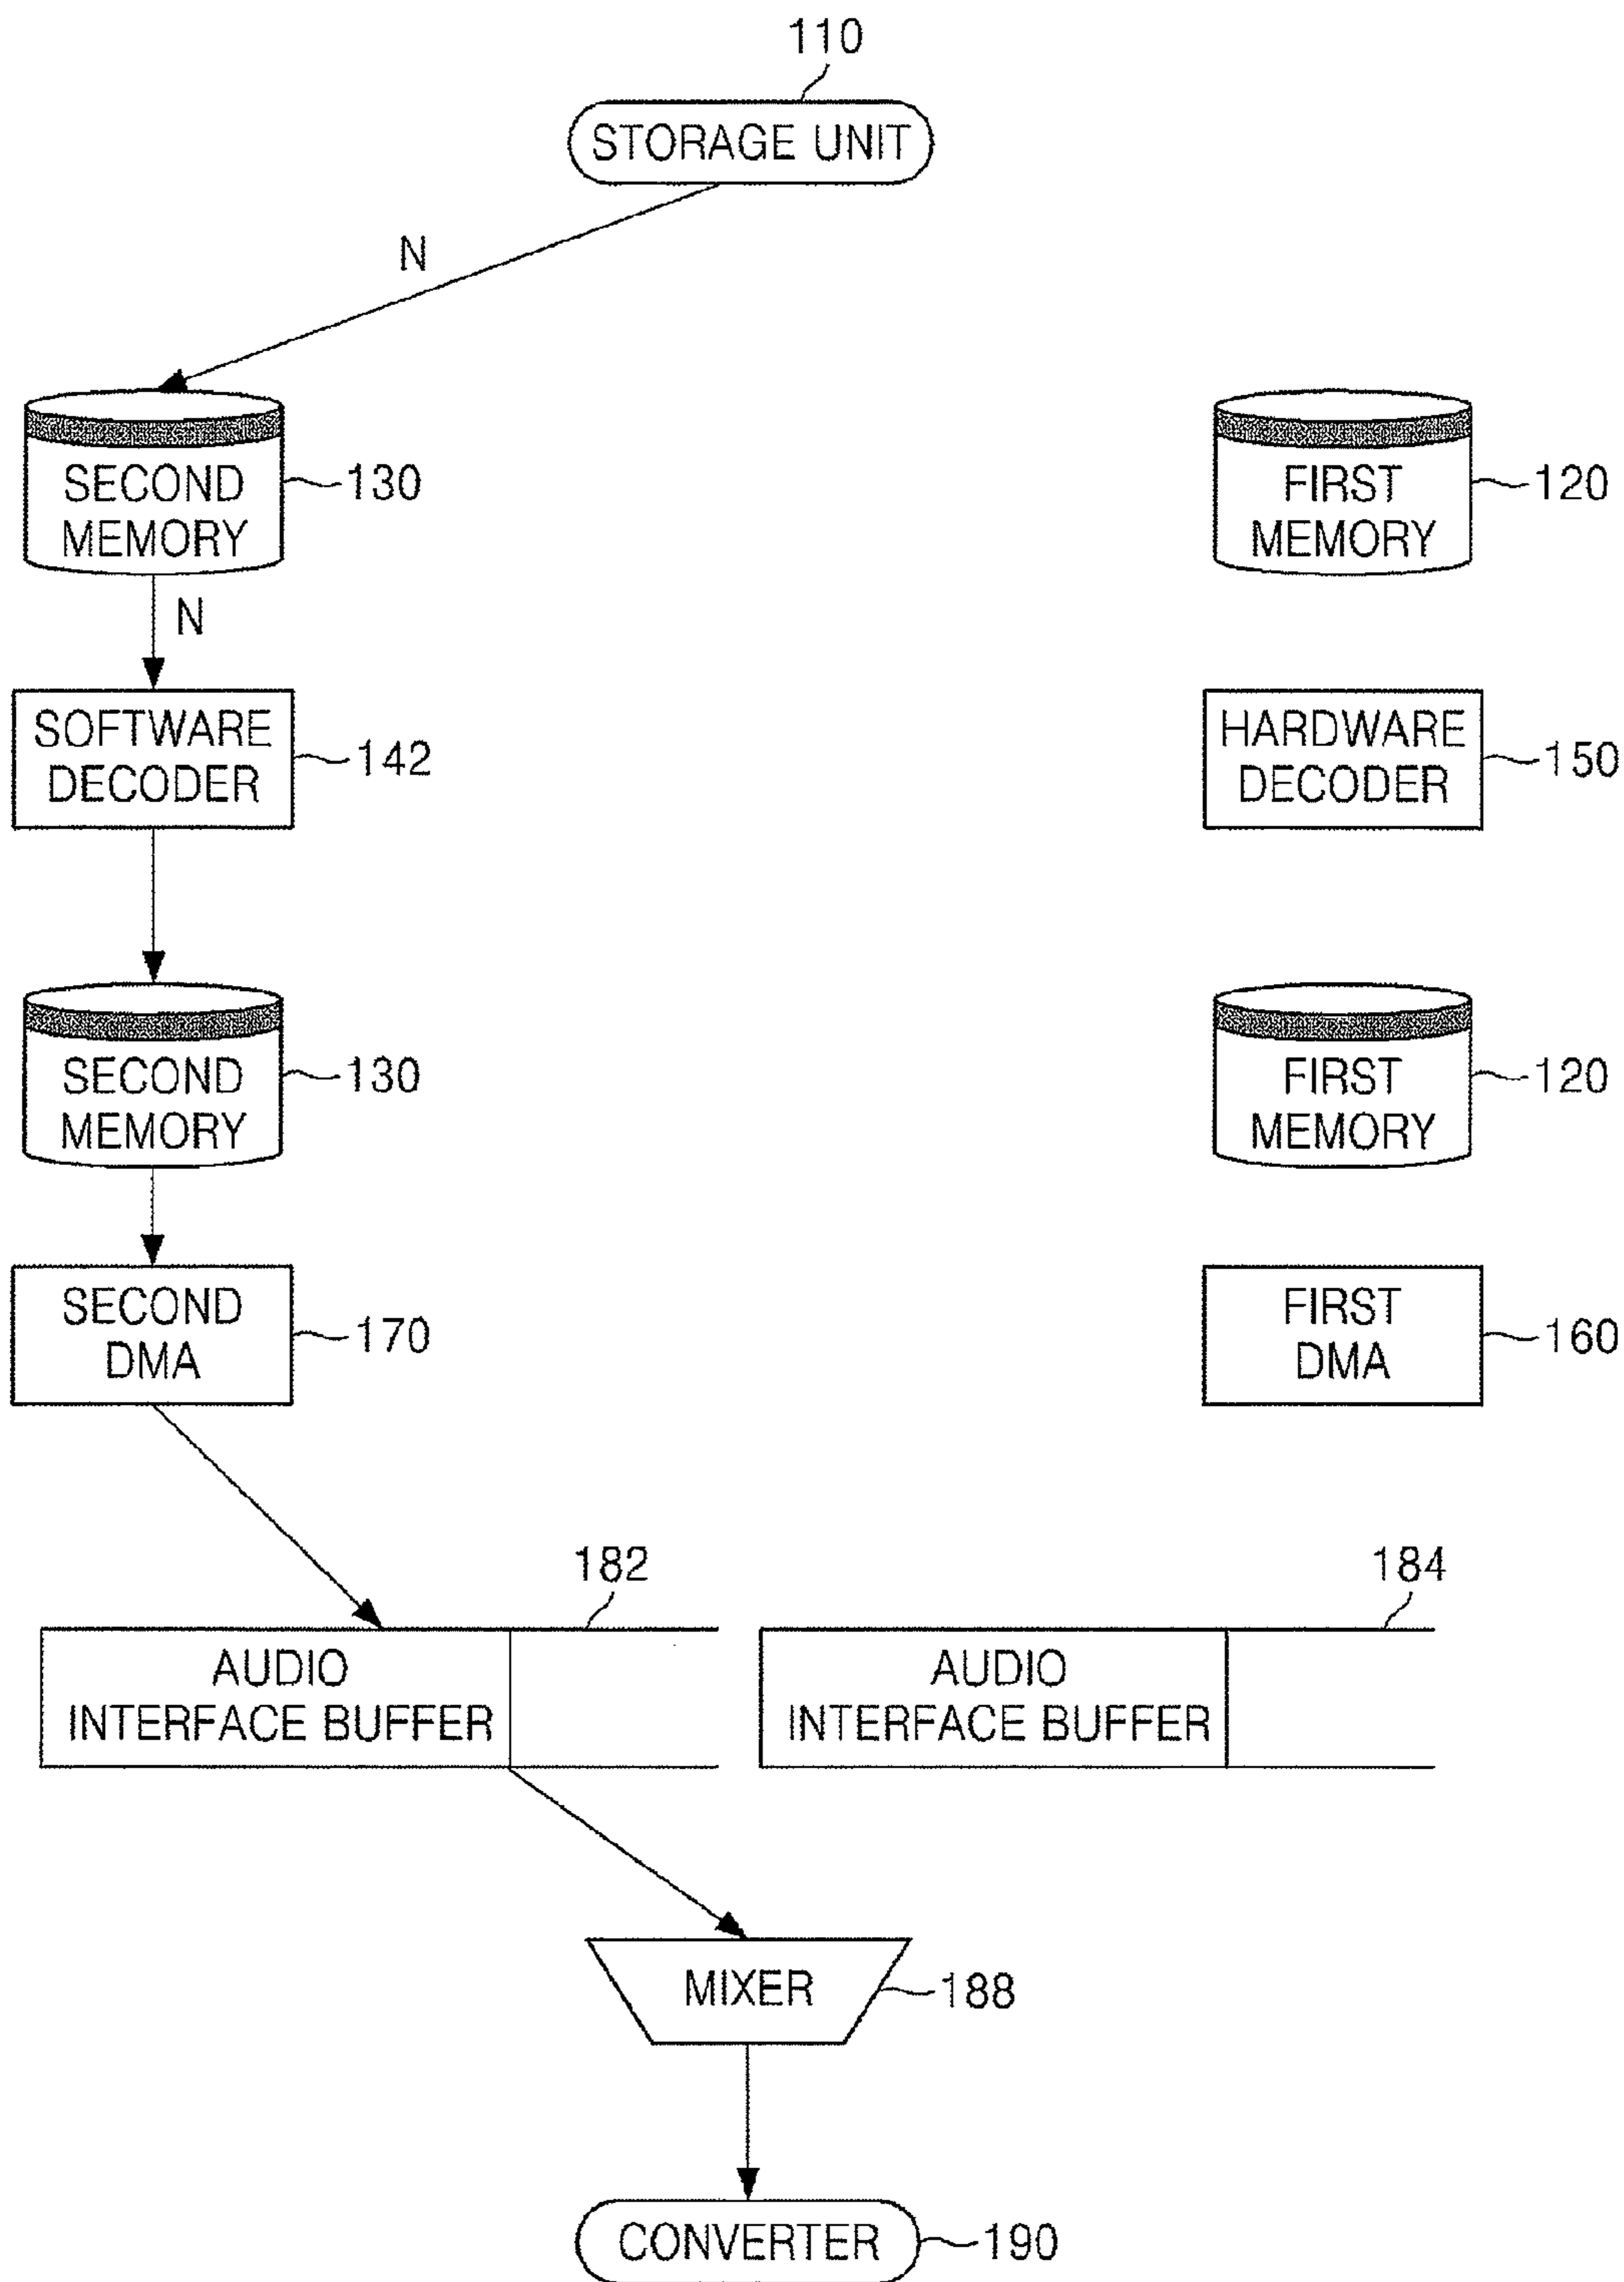 110
STORAGE UNIT
N
SECOND
MEMORY
130
FIRST
MEMORY
120
N
SOFTWARE
DECODER
142
HARDWARE
DECODER
150
SECOND
MEMORY
130
FIRST
MEMORY
120
SECOND
DMA
170
FIRST
DMA
160
182
184
AUDIO
INTERFACE BUFFER
AUDIO
INTERFACE BUFFER
MIXER
188
CONVERTER
190